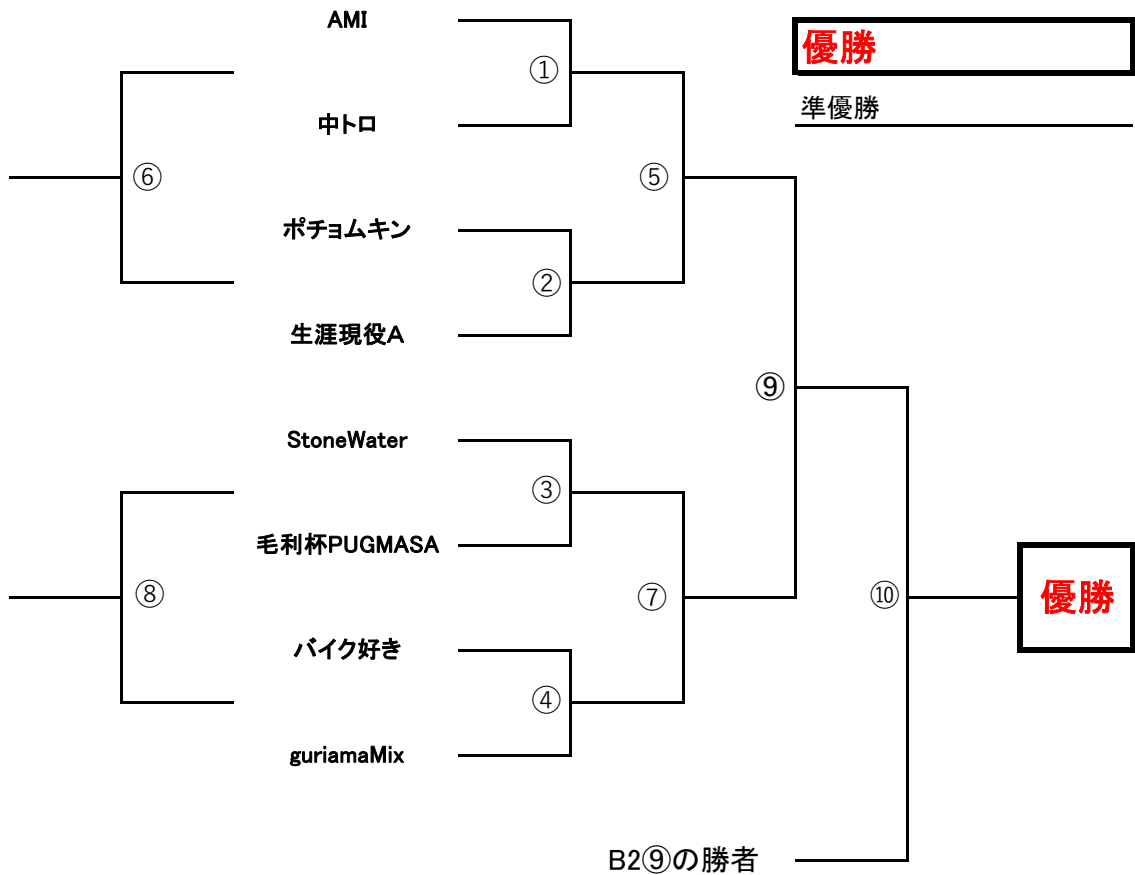 AMI
優勝
①
準優勝
中トロ
⑥
⑤
ポチョムキン
②
生涯現役A
⑨
StoneWater
③
毛利杯PUGMASA
⑧
⑦
⑩
優勝
バイク好き
④
guriamaMix
B2⑨の勝者